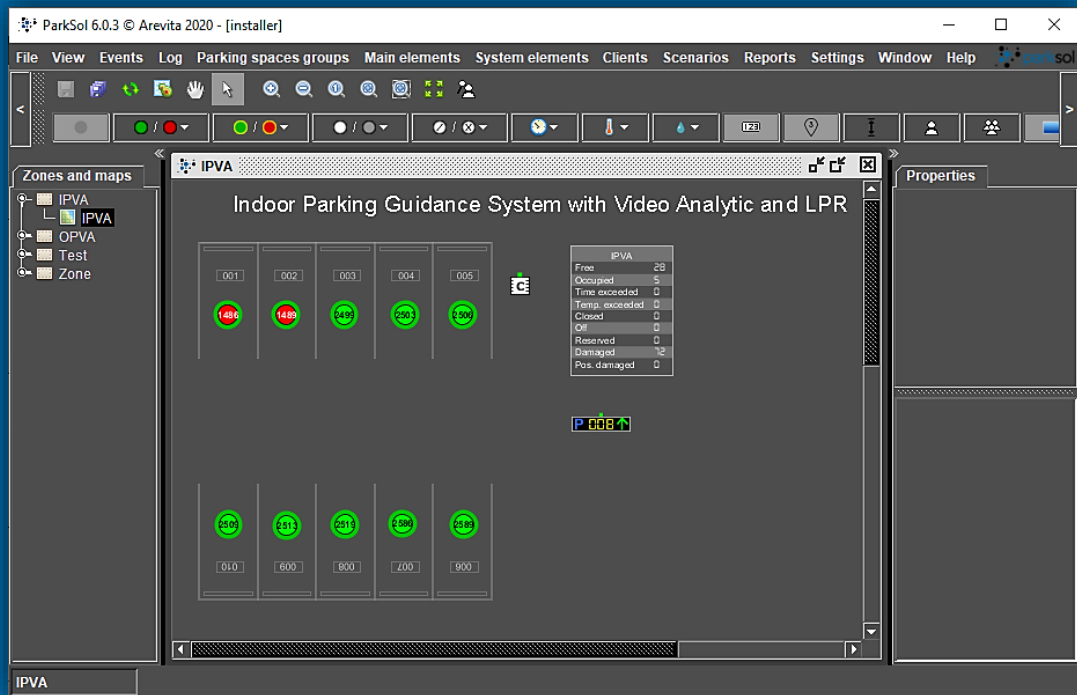 ParkSol 6.0.3 © Arevita 2020 - [installer]
File View Events Log Parking spaces groups Main elements System elements Clients Scenarios Reports Settings Window Help parksol
123
3
Zones and maps
IPVA
IPVA
OPVA
Test
Zone
IPVA
Indoor Parking Guidance System with Video Analytic and LPR
001 002 003 004 005
1486 1489 2499 2503 2506
C
IPVA
Free 28
Occupied 5
Time exceeded 0
Temp. exceeded 0
Closed 0
Off 0
Reserved 0
Damaged 72
Pos. damaged 0
P 008
2509 2513 2519 2586 2589
010 009 008 007 006
Properties
IPVA